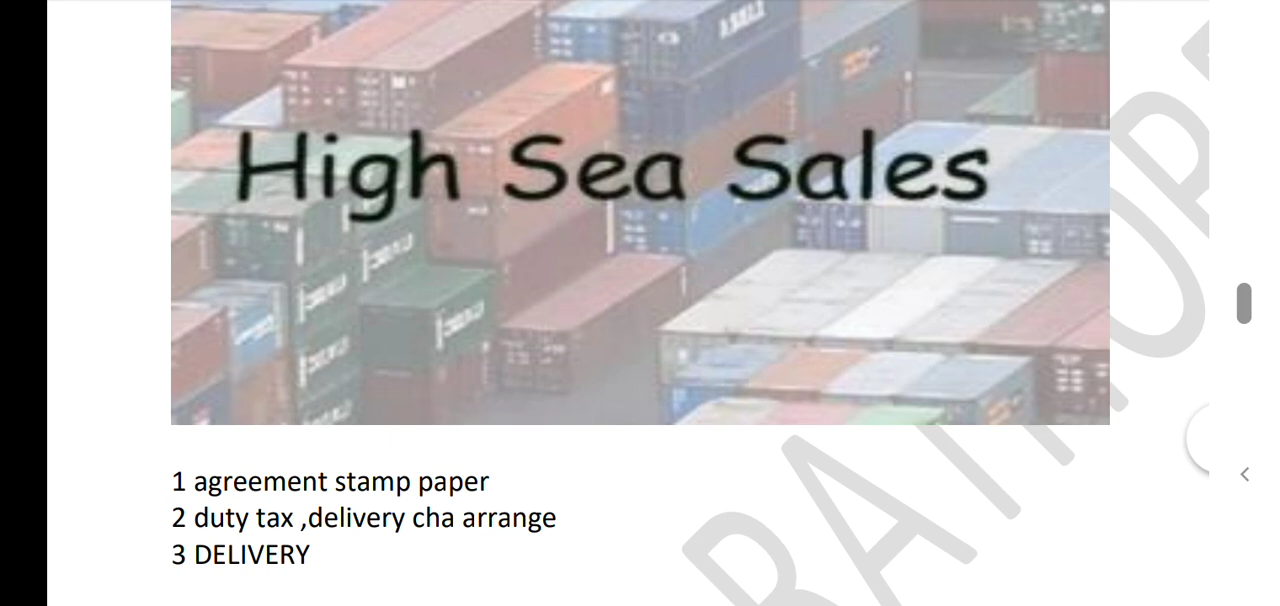 High Sea Sales
1 agreement stamp paper
2 duty tax ,delivery cha arrange
3 DELIVERY